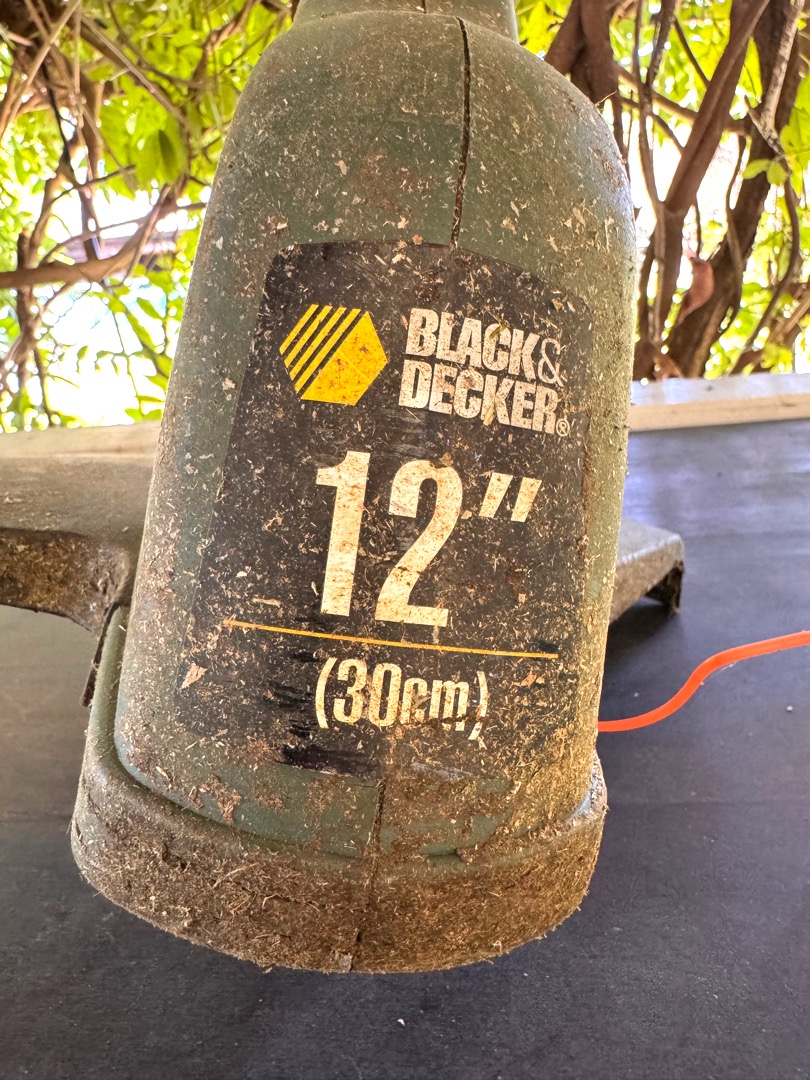 BLACK&
DECKER®
12"
(30cm)